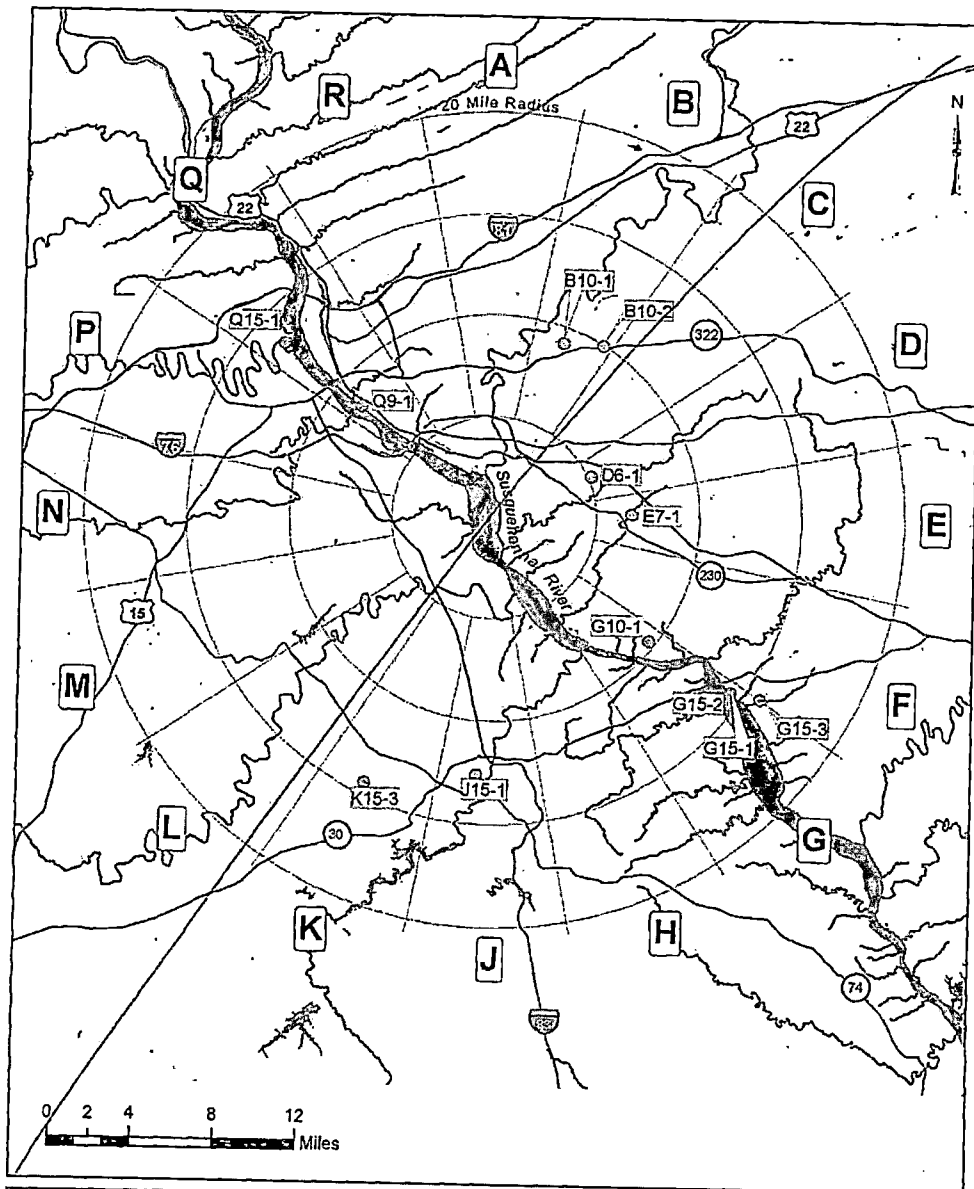 A
R
20 Mile Radius
B
N
22
Q
22
C
B10-1
B10-2
Q15-1
322
P
D
Q9-1
76
D6-1
Susquehanna River
N
E7-1
E
230
15
G10-1
M
F
G15-2
G15-3
G15-1
K15-3
J15-1
L
30
G
K
H
J
74
0 2 4 8 12
Miles